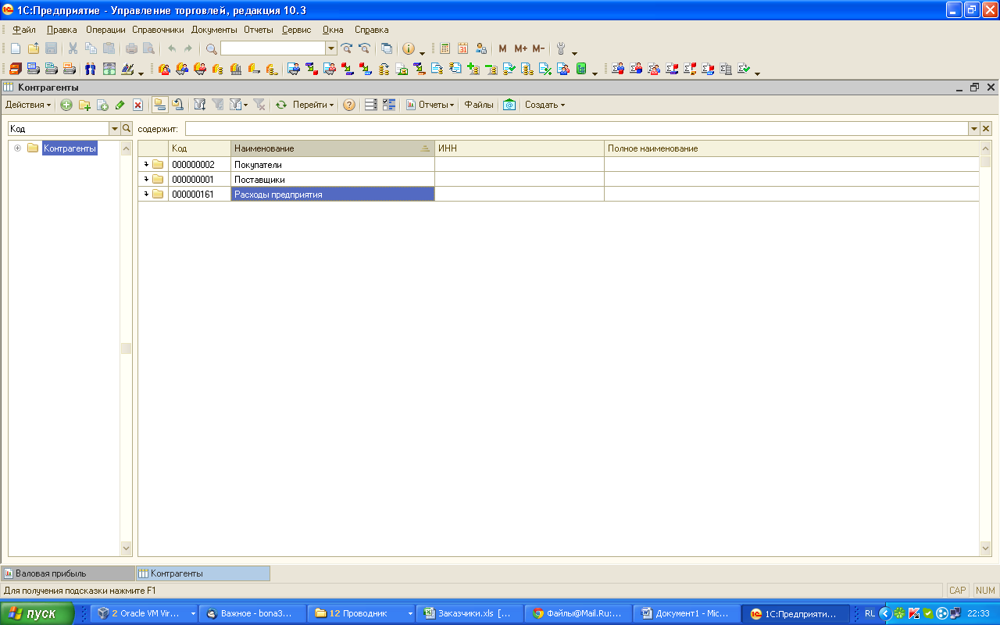 1С:Предприятие - Управление торговлей, редакция 10.3
Файл Правка Операции Справочники Документы Отчеты Сервис Окна Справка
M M+ M-
Контрагенты
Действия Перейти Отчеты Файлы Создать
Код содержит:
Контрагенты
Код Наименование ИНН Полное наименование
000000002 Покупатели
000000001 Поставщики
000000161 Расходы предприятия
Валовая прибыль Контрагенты
Для получения подсказки нажмите F1 CAP NUM
пуск 2 Oracle VM Vir... Важное - bona3... 12 Проводник Заказчики.xls [... Файлы@Mail.Ru:... Документ1 - Mic... 1С:Предприяти... RL 22:33